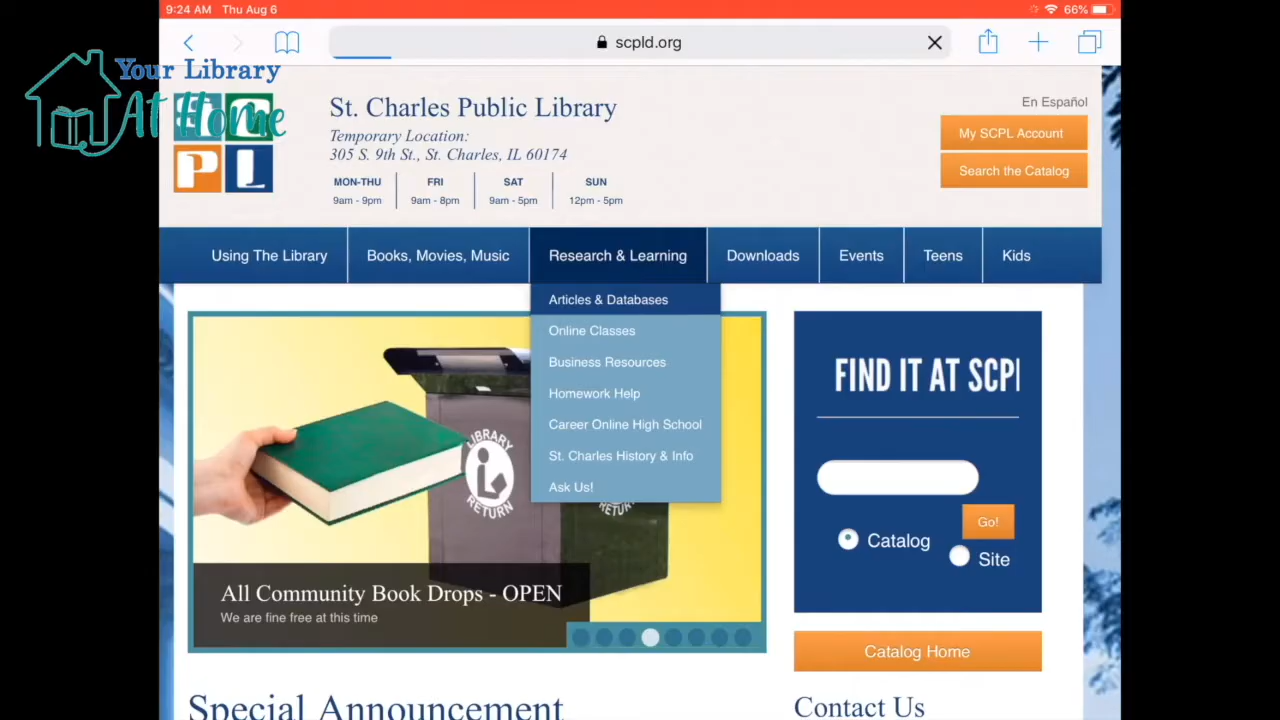 9:24 AM Thu Aug 6
66%
scpld.org
Your Library
At Home
PL
St. Charles Public Library
Temporary Location:
305 S. 9th St., St. Charles, IL 60174
MON-THU FRI SAT SUN
9am - 9pm 9am - 8pm 9am - 5pm 12pm - 5pm
En Español
My SCPL Account
Search the Catalog
Using The Library Books, Movies, Music Research & Learning Downloads Events Teens Kids
Articles & Databases
Online Classes
Business Resources
Homework Help
Career Online High School
St. Charles History & Info
Ask Us!
LIBRARY
RETURN
RETURN
All Community Book Drops - OPEN
We are fine free at this time
FIND IT AT SCPL
Go!
Catalog
Site
Catalog Home
Special Announcement
Contact Us